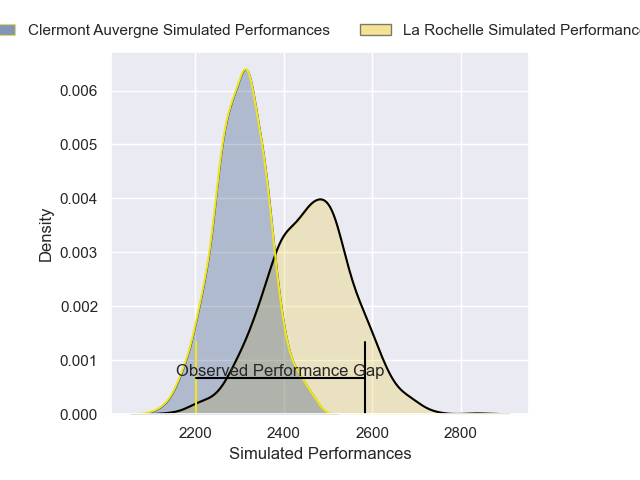 Clermont Auvergne Simulated Performances
La Rochelle Simulated Performanc
0.006
0.005
0.004
0.003
0.002
0.001
0.000
Density
Observed Performance Gap
2200 2400 2600 2800
Simulated Performances